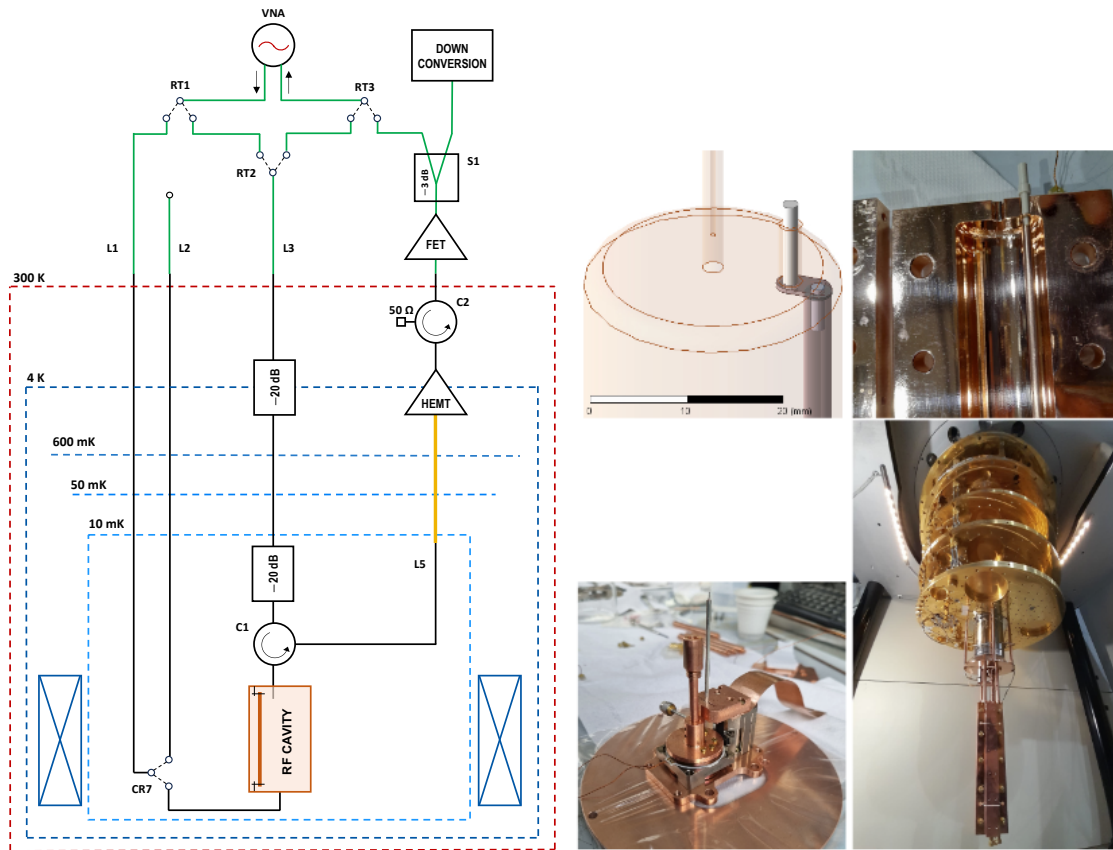 VNA
DOWN
CONVERSION
RT1
RT3
RT2
S1
−3 dB
FET
L1
L2
L3
300 K
50 Ω
C2
4 K
−20 dB
HEMT
600 mK
50 mK
10 mK
−20 dB
L5
C1
RF CAVITY
CR7
0
10
20 (mm)